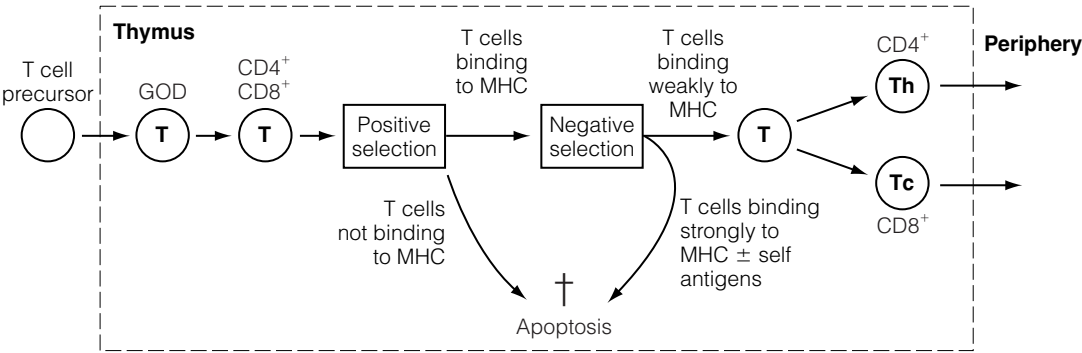 Thymus
Periphery
T cell
precursor
GOD
T
CD4⁺
CD8⁺
T
Positive
selection
T cells
binding
to MHC
T cells
not binding
to MHC
Negative
selection
T cells
binding
weakly to
MHC
T cells binding
strongly to
MHC ± self
antigens
†
Apoptosis
T
CD4⁺
Th
Tc
CD8⁺